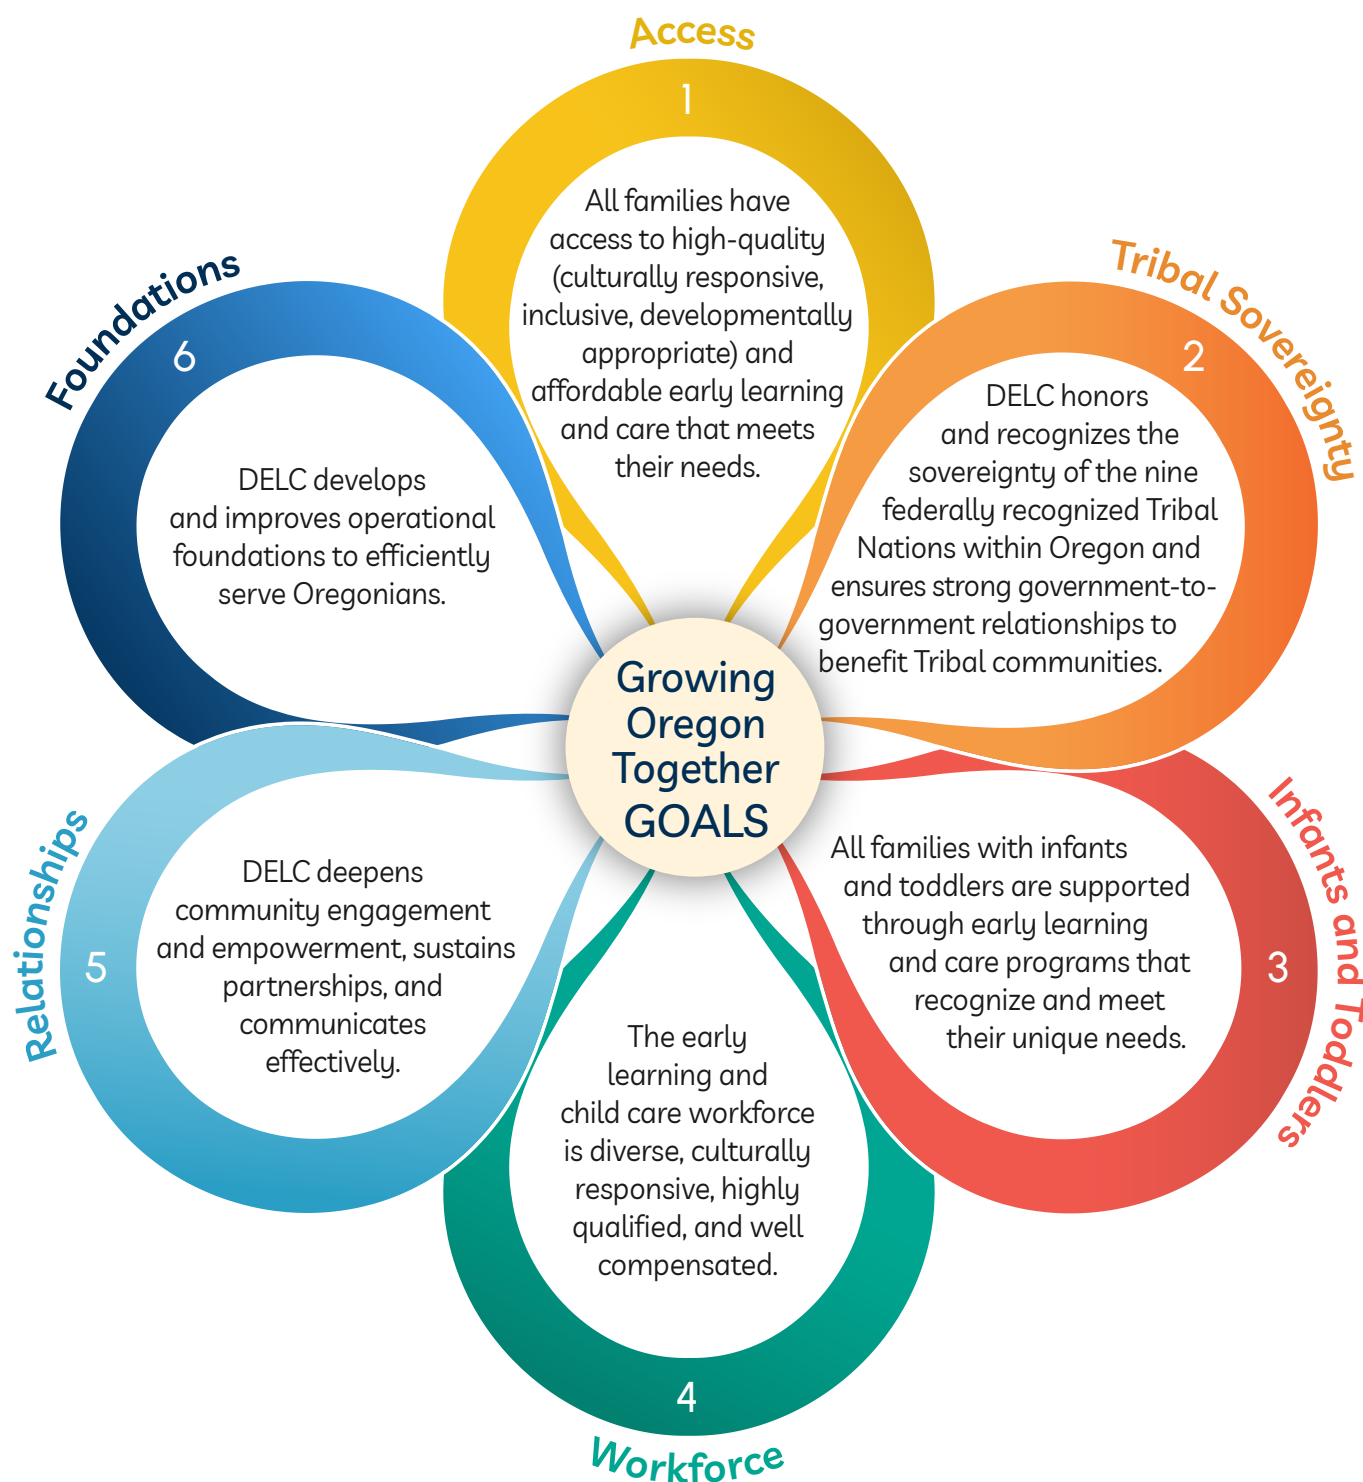 Access
1
All families have
access to high-quality
(culturally responsive,
inclusive, developmentally
appropriate) and
affordable early learning
and care that meets
their needs.
Tribal Sovereignty
2
DELC honors
and recognizes the
sovereignty of the nine
federally recognized Tribal
Nations within Oregon and
ensures strong government-to-
government relationships to
benefit Tribal communities.
Infants and Toddlers
3
All families with infants
and toddlers are supported
through early learning
and care programs that
recognize and meet
their unique needs.
Workforce
4
The early
learning and
child care workforce
is diverse, culturally
responsive, highly
qualified, and well
compensated.
Relationships
5
DELC deepens
community engagement
and empowerment, sustains
partnerships, and
communicates
effectively.
Foundations
6
DELC develops
and improves operational
foundations to efficiently
serve Oregonians.
Growing
Oregon
Together
GOALS